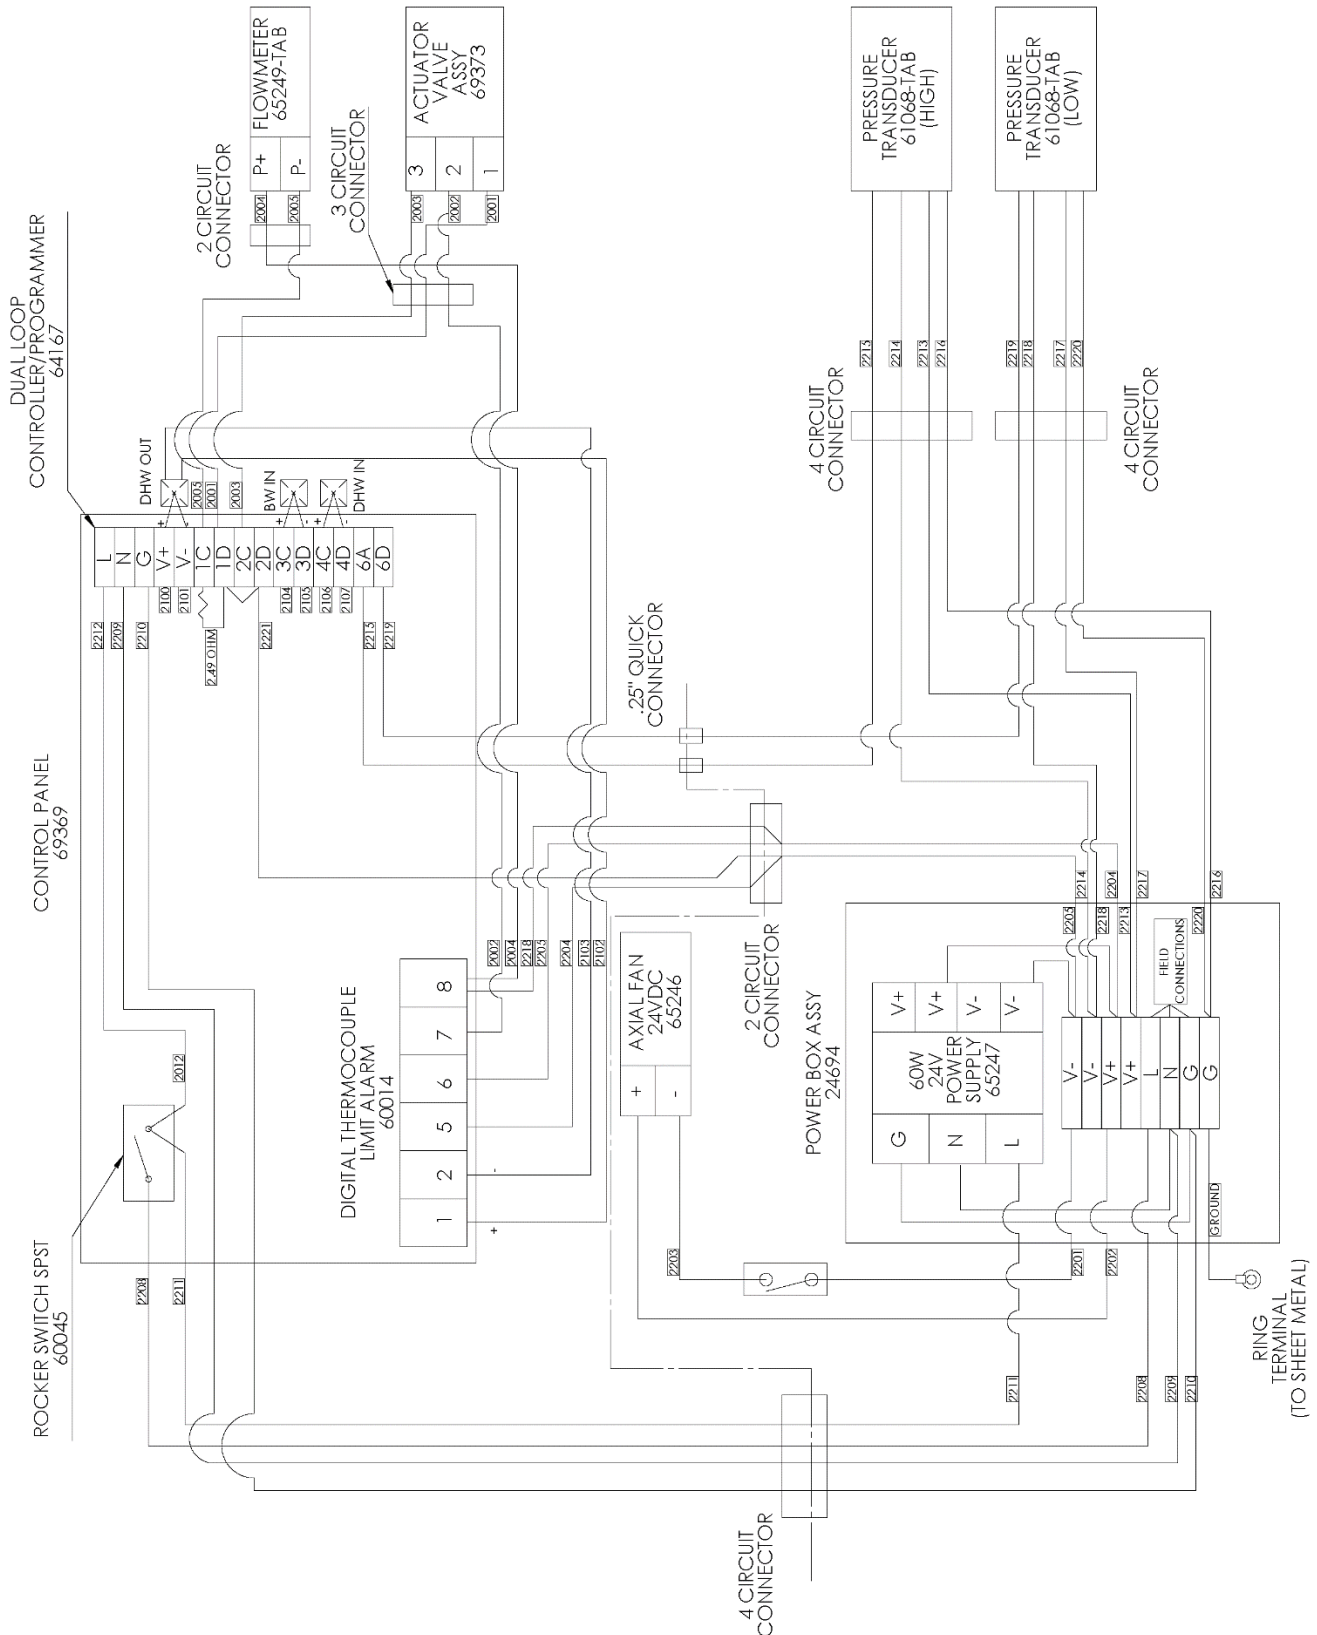 FLOWMETER
65249-TAB
P+
P-
ACTUATOR
VALVE
ASSY
69373
3
2
1
PRESSURE
TRANSDUCER
61068-TAB
(HIGH)
PRESSURE
TRANSDUCER
61068-TAB
(LOW)
2 CIRCUIT
CONNECTOR
3 CIRCUIT
CONNECTOR
2004
2005
2003
2002
2001
DUAL LOOP
CONTROLLER/PROGRAMMER
64167
2215
2214
2213
2216
2219
2218
2217
2220
4 CIRCUIT
CONNECTOR
4 CIRCUIT
CONNECTOR
DHW OUT
2005
2001
2003
BW IN
DHW IN
+
-
+
-
+
-
L
N
G
V+
V-
1C
1D
2C
2D
3C
3D
4C
4D
6A
6D
2100
2101
2104
2105
2106
2107
2212
2209
2210
2.49 OHM
2221
2215
2219
.25" QUICK
CONNECTOR
CONTROL PANEL
69369
2002
2004
2218
2205
2204
2103
2102
2214
2204
2217
2216
2205
2218
2213
2220
2 CIRCUIT
CONNECTOR
AXIAL FAN
24VDC
65246
+
-
DIGITAL THERMOCOUPLE
LIMIT ALARM
60014
8
7
6
5
2
1
-
+
2012
POWER BOX ASSY
24694
V+
V+
V-
V-
60W
24V
POWER
SUPPLY
65247
G
N
L
FIELD
CONNECTIONS
V-
V-
V+
V+
L
N
G
G
GROUND
ROCKER SWITCH SPST
60045
2208
2211
2203
2201
2202
RING
TERMINAL
(TO SHEET METAL)
2211
2208
2209
2210
4 CIRCUIT
CONNECTOR